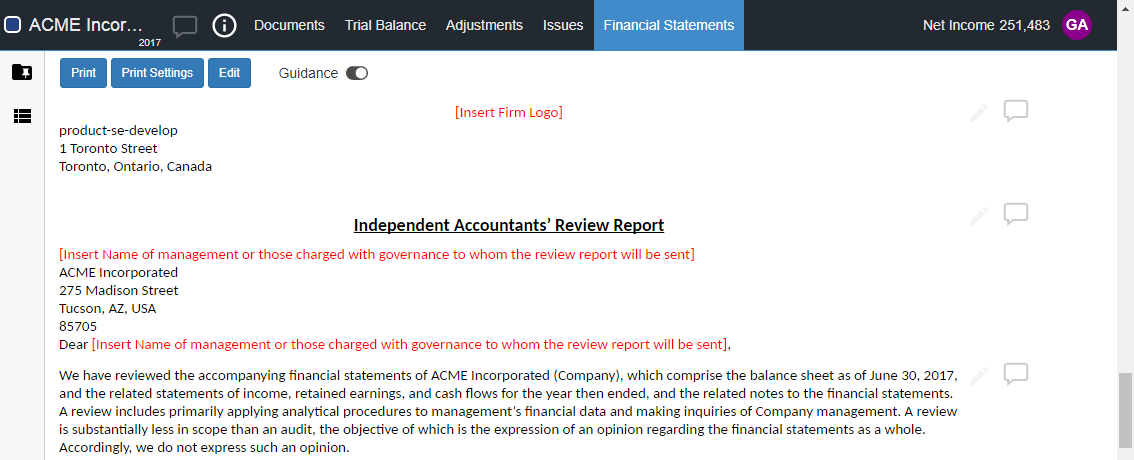 ACME Incor...
2017
Documents
Trial Balance
Adjustments
Issues
Financial Statements
Net Income 251,483
GA
Print
Print Settings
Edit
Guidance
[Insert Firm Logo]
product-se-develop
1 Toronto Street
Toronto, Ontario, Canada
Independent Accountants’ Review Report
[Insert Name of management or those charged with governance to whom the review report will be sent]
ACME Incorporated
275 Madison Street
Tucson, AZ, USA
85705
Dear [Insert Name of management or those charged with governance to whom the review report will be sent],
We have reviewed the accompanying financial statements of ACME Incorporated (Company), which comprise the balance sheet as of June 30, 2017,
and the related statements of income, retained earnings, and cash flows for the year then ended, and the related notes to the financial statements.
A review includes primarily applying analytical procedures to management’s financial data and making inquiries of Company management. A review
is substantially less in scope than an audit, the objective of which is the expression of an opinion regarding the financial statements as a whole.
Accordingly, we do not express such an opinion.